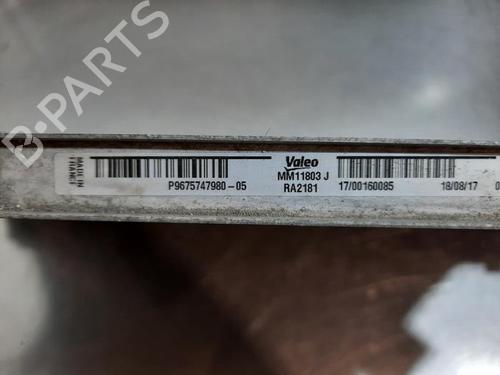 MADE IN
FRANCE
P9675747980-05
Valeo
MM11803 J
RA2181
17/00160085
18/08/17
B-PARTS